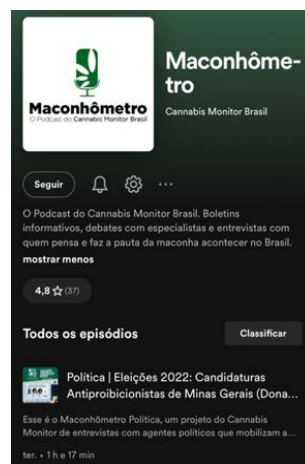 Maconhômetro
O Podcast do Cannabis Monitor Brasil
Maconhôme-
tro
Cannabis Monitor Brasil
Seguir
O Podcast do Cannabis Monitor Brasil. Boletins
informativos, debates com especialistas e entrevistas com
quem pensa e faz a pauta da maconha acontecer no Brasil.
mostrar menos
4,8 ☆ (37)
Todos os episódios
Classificar
Política | Eleições 2022: Candidaturas
Antiproibicionistas de Minas Gerais (Dona...
Esse é o Maconhômetro Política, um projeto do Cannabis
Monitor de entrevistas com agentes políticos que mobilizam a...
ter. • 1 h e 17 min